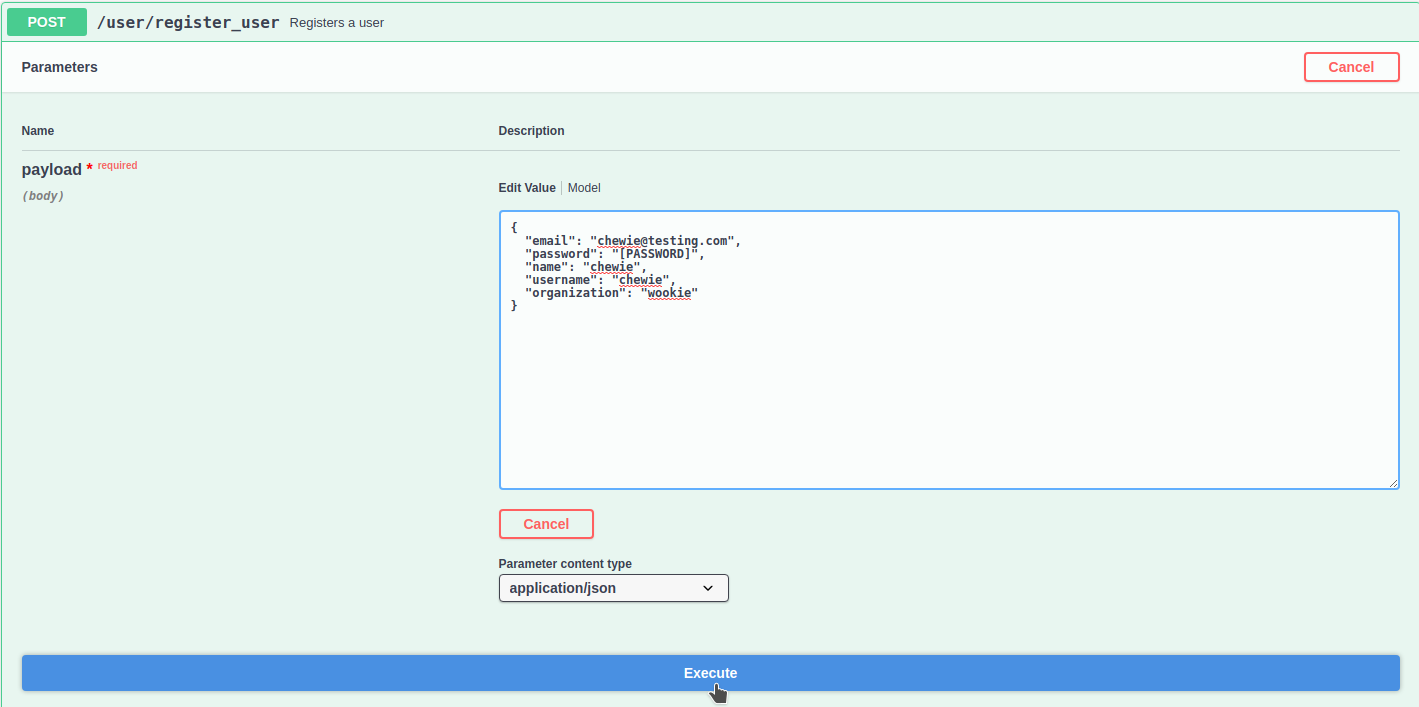 POST /user/register_user Registers a user
Parameters Cancel
Name Description
payload * required
(body)
Edit Value Model
{
  "email": "chewie@testing.com",
  "password": "[PASSWORD]",
  "name": "chewie",
  "username": "chewie",
  "organization": "wookie"
}
Cancel
Parameter content type
application/json
Execute